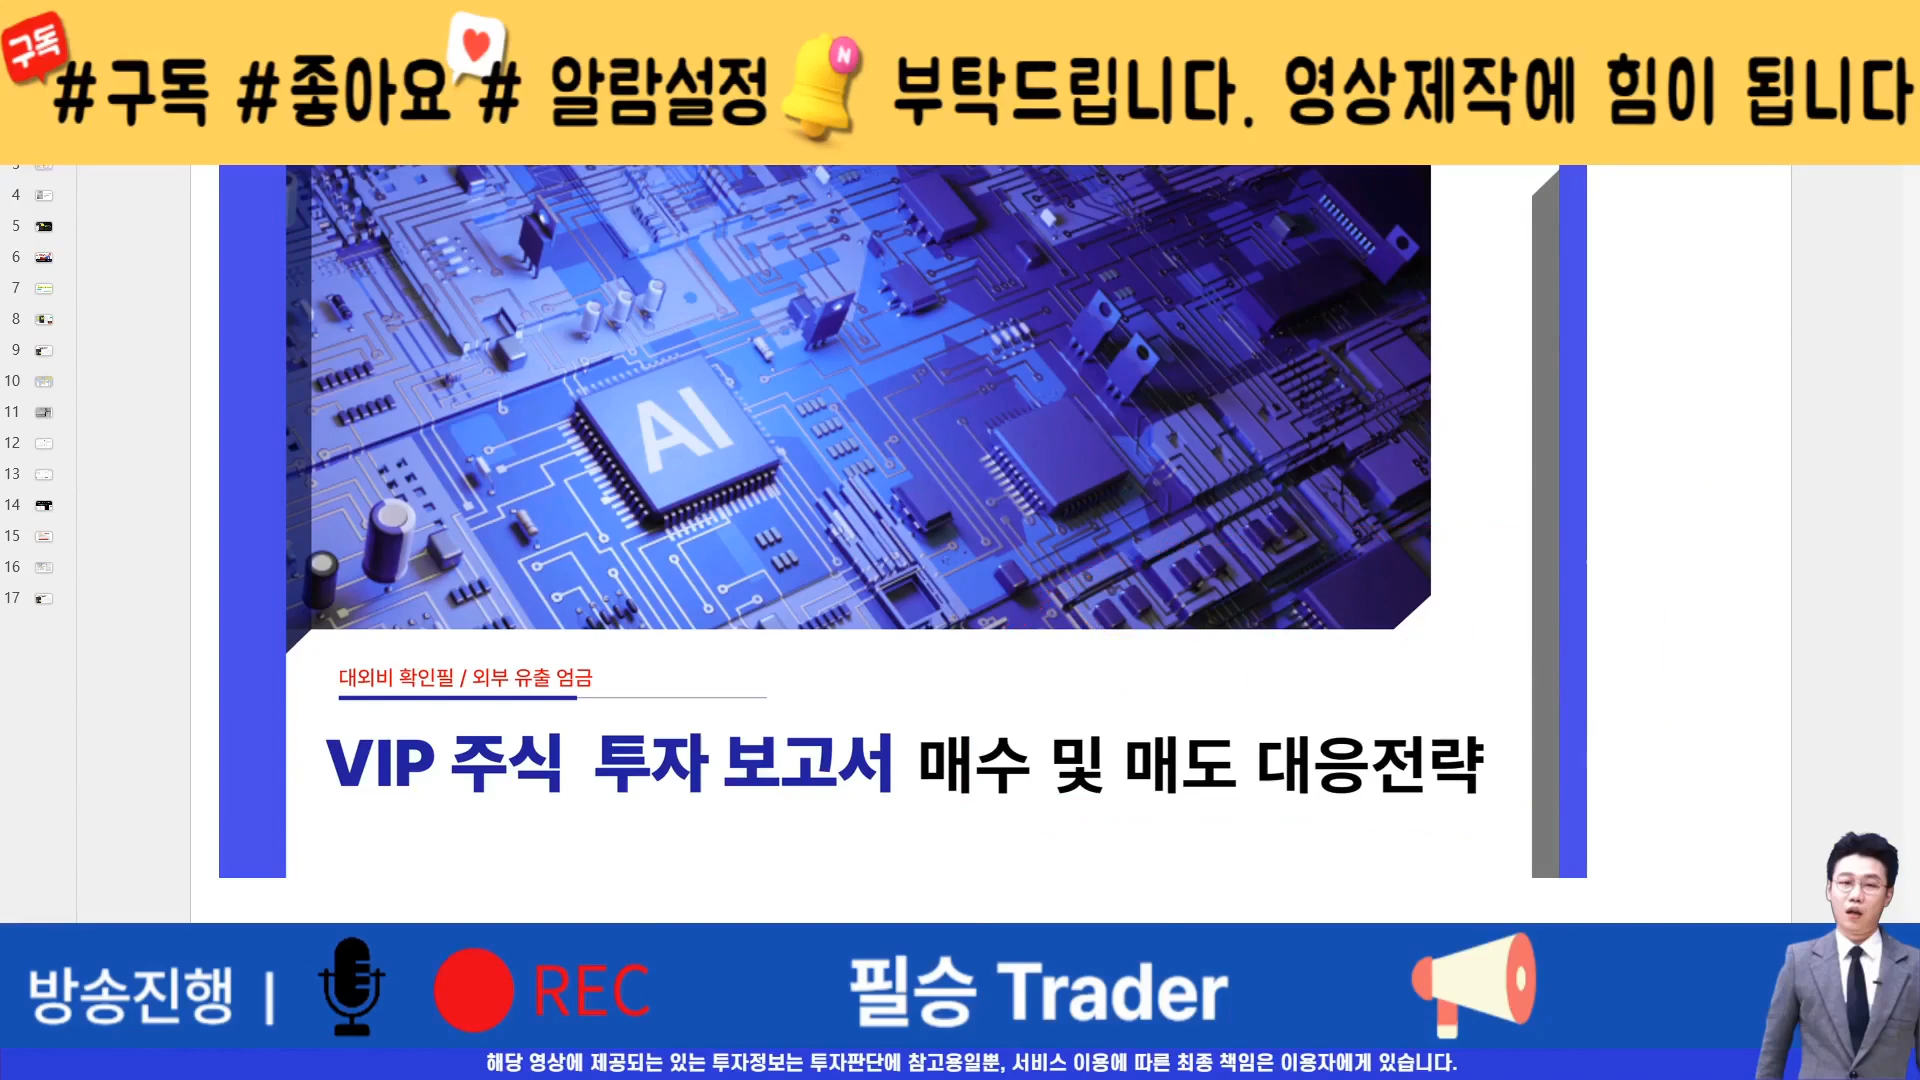 구독
#구독 #좋아요 # 알람설정 N 부탁드립니다. 영상제작에 힘이 됩니다
4
5
6
7
8
9
10
11
12
13
14
15
16
17
AI
대외비 확인필 / 외부 유출 엄금
VIP 주식 투자 보고서 매수 및 매도 대응전략
방송진행 | REC 필승 Trader
해당 영상에 제공되는 있는 투자정보는 투자판단에 참고용일뿐, 서비스 이용에 따른 최종 책임은 이용자에게 있습니다.